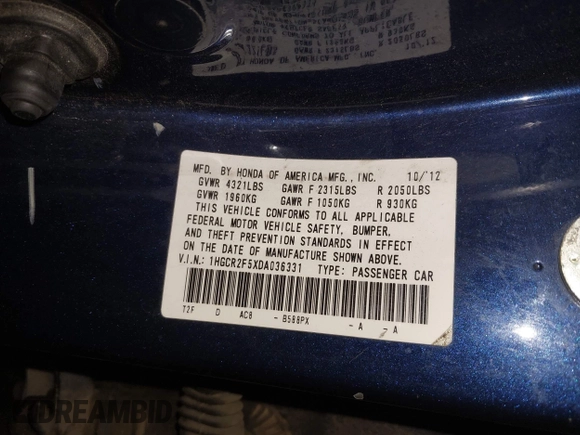 MFD. BY HONDA OF AMERICA MFG., INC. 10/'12
GVWR 4321LBS GAWR F 2315LBS R 2050LBS
GVWR 1960KG GAWR F 1050KG R 930KG
THIS VEHICLE CONFORMS TO ALL APPLICABLE
FEDERAL MOTOR VEHICLE SAFETY, BUMPER,
AND THEFT PREVENTION STANDARDS IN EFFECT
ON THE DATE OF MANUFACTURE SHOWN ABOVE.
V.I.N.: 1HGCR2F5XDA036331 TYPE: PASSENGER CAR
T2F D AC8 - B588PX - A - A
DREAMBID